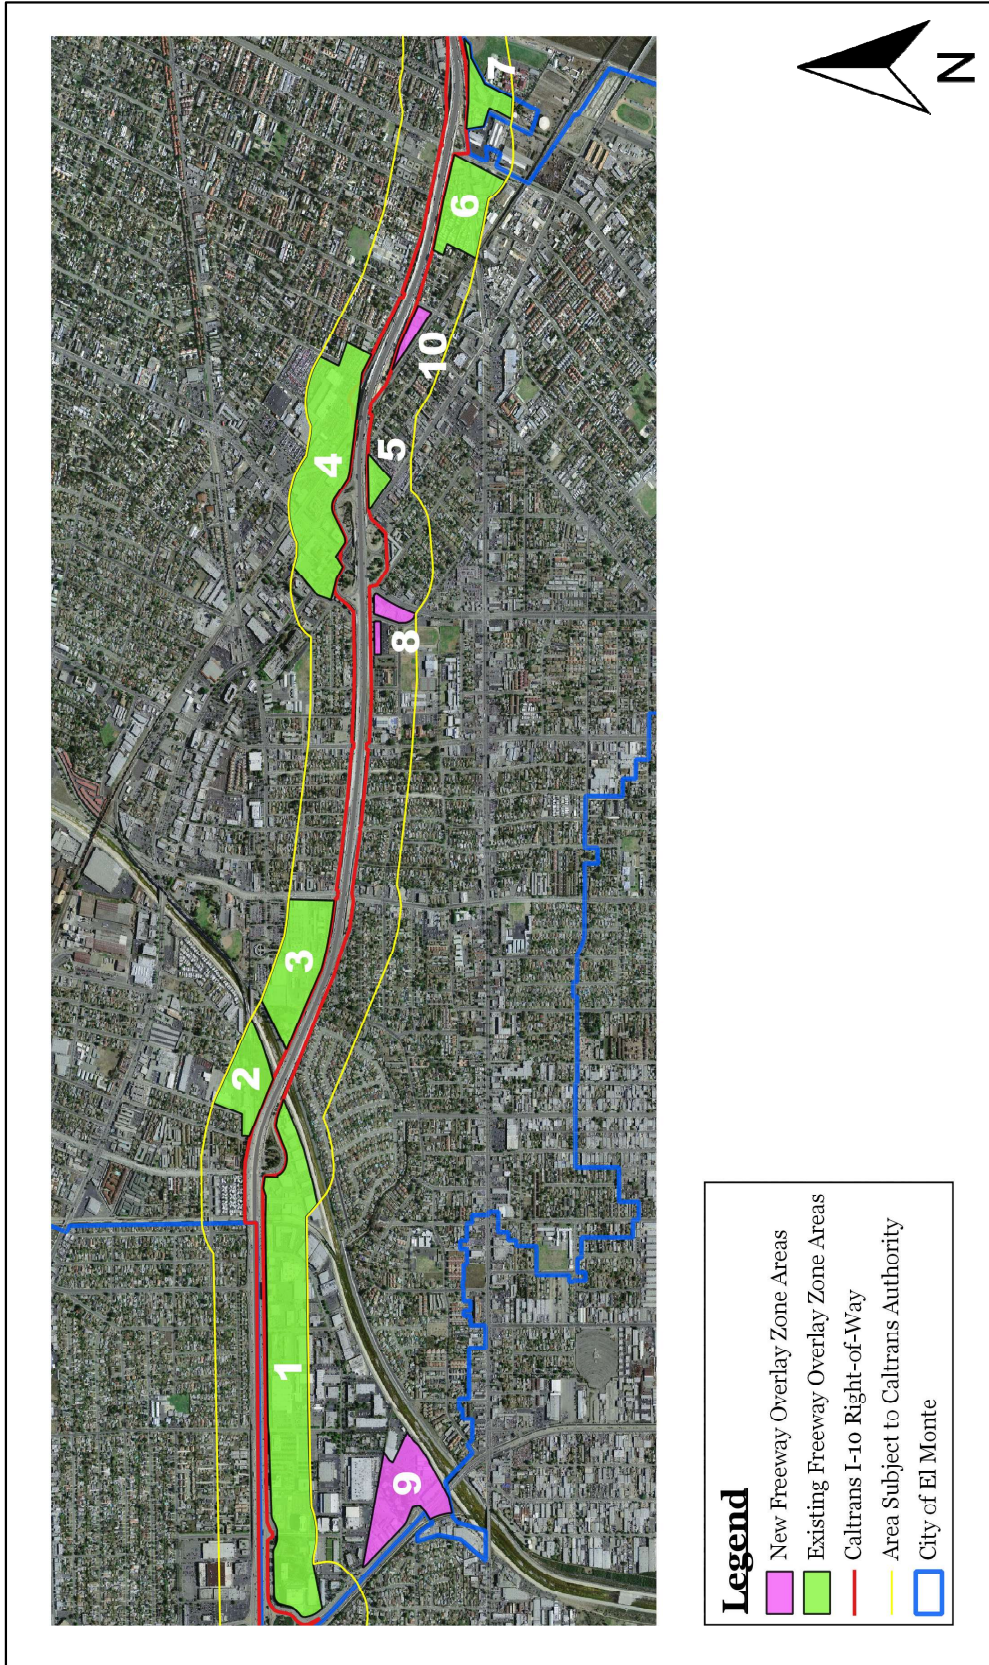 1
2
3
4
5
6
7
8
9
10
N
Legend
New Freeway Overlay Zone Areas
Existing Freeway Overlay Zone Areas
Caltrans I-10 Right-of-Way
Area Subject to Caltrans Authority
City cf El Monte